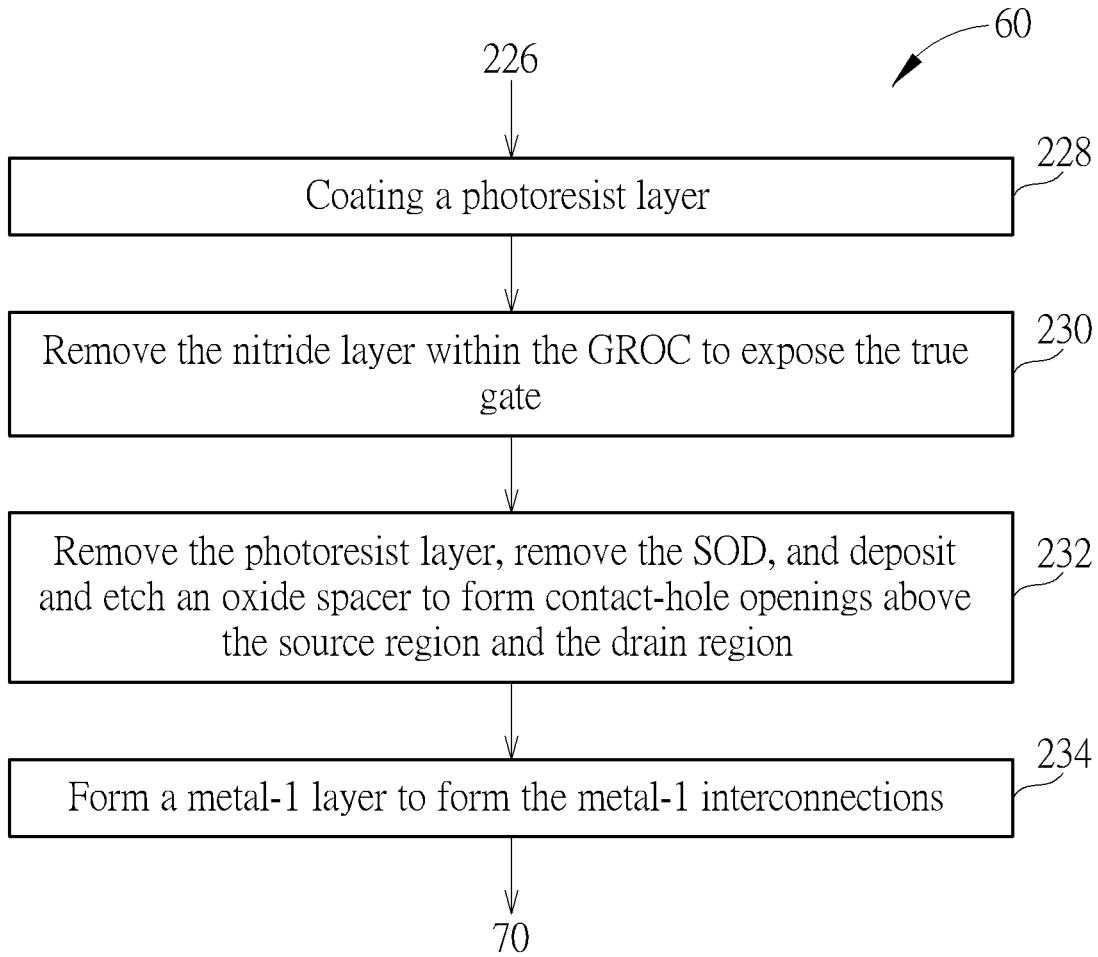 60
226
228
Coating a photoresist layer
230
Remove the nitride layer within the GROC to expose the true
gate
232
Remove the photoresist layer, remove the SOD, and deposit
and etch an oxide spacer to form contact-hole openings above
the source region and the drain region
234
Form a metal-1 layer to form the metal-1 interconnections
70